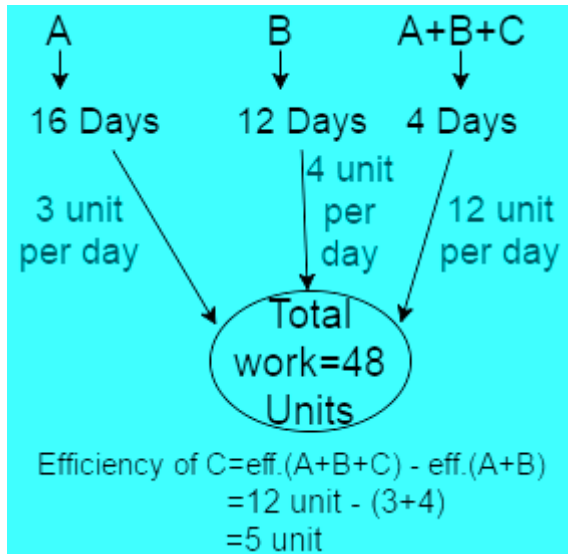 A B A+B+C
16 Days 12 Days 4 Days
3 unit
per day
4 unit
per
day
12 unit
per day
Total
work=48
Units
Efficiency of C=eff.(A+B+C) - eff.(A+B)
=12 unit - (3+4)
=5 unit